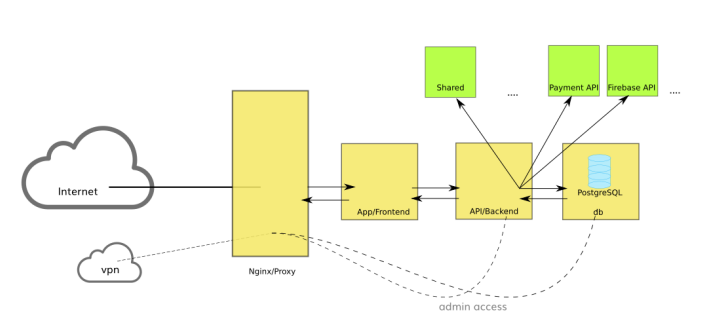 Shared
....
Payment API
Firebase API
....
Internet
PostgreSQL
App/Frontend
API/Backend
db
vpn
Nginx/Proxy
admin access